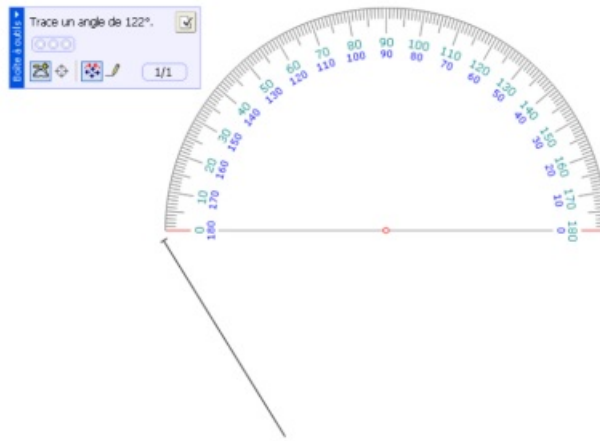 Boîte à outils
Trace un angle de 122°.
1/1
0 10 20 30 40 50 60 70 80 90 100 110 120 130 140 150 160 170 180
180 170 160 150 140 130 120 110 100 90 80 70 60 50 40 30 20 10 0